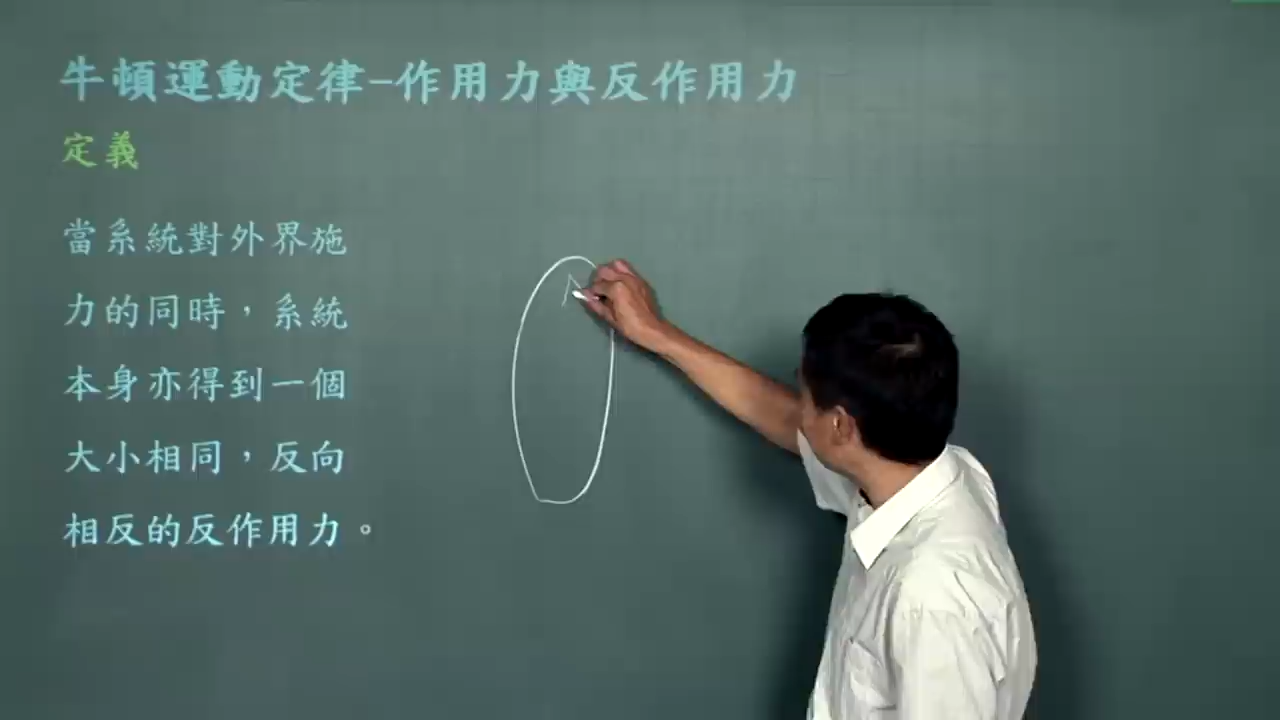 牛頓運動定律-作用力與反作用力
定義
當系統對外界施
力的同時，系統
本身亦得到一個
大小相同，反向
相反的反作用力。
A